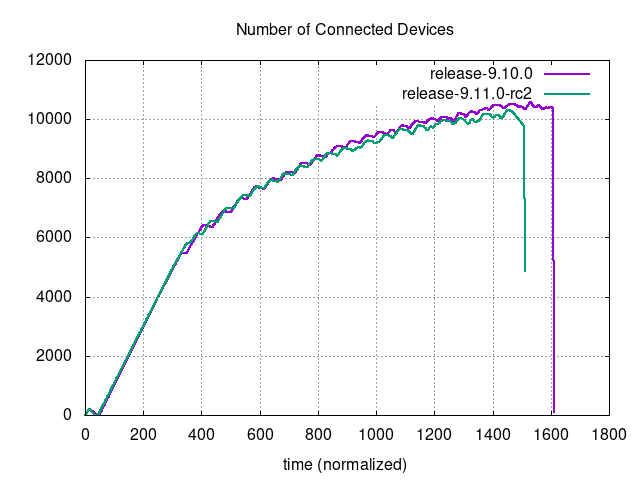 Number of Connected Devices
12000
10000
8000
6000
4000
2000
0
release-9.10.0
release-9.11.0-rc2
0 200 400 600 800 1000 1200 1400 1600 1800
time (normalized)